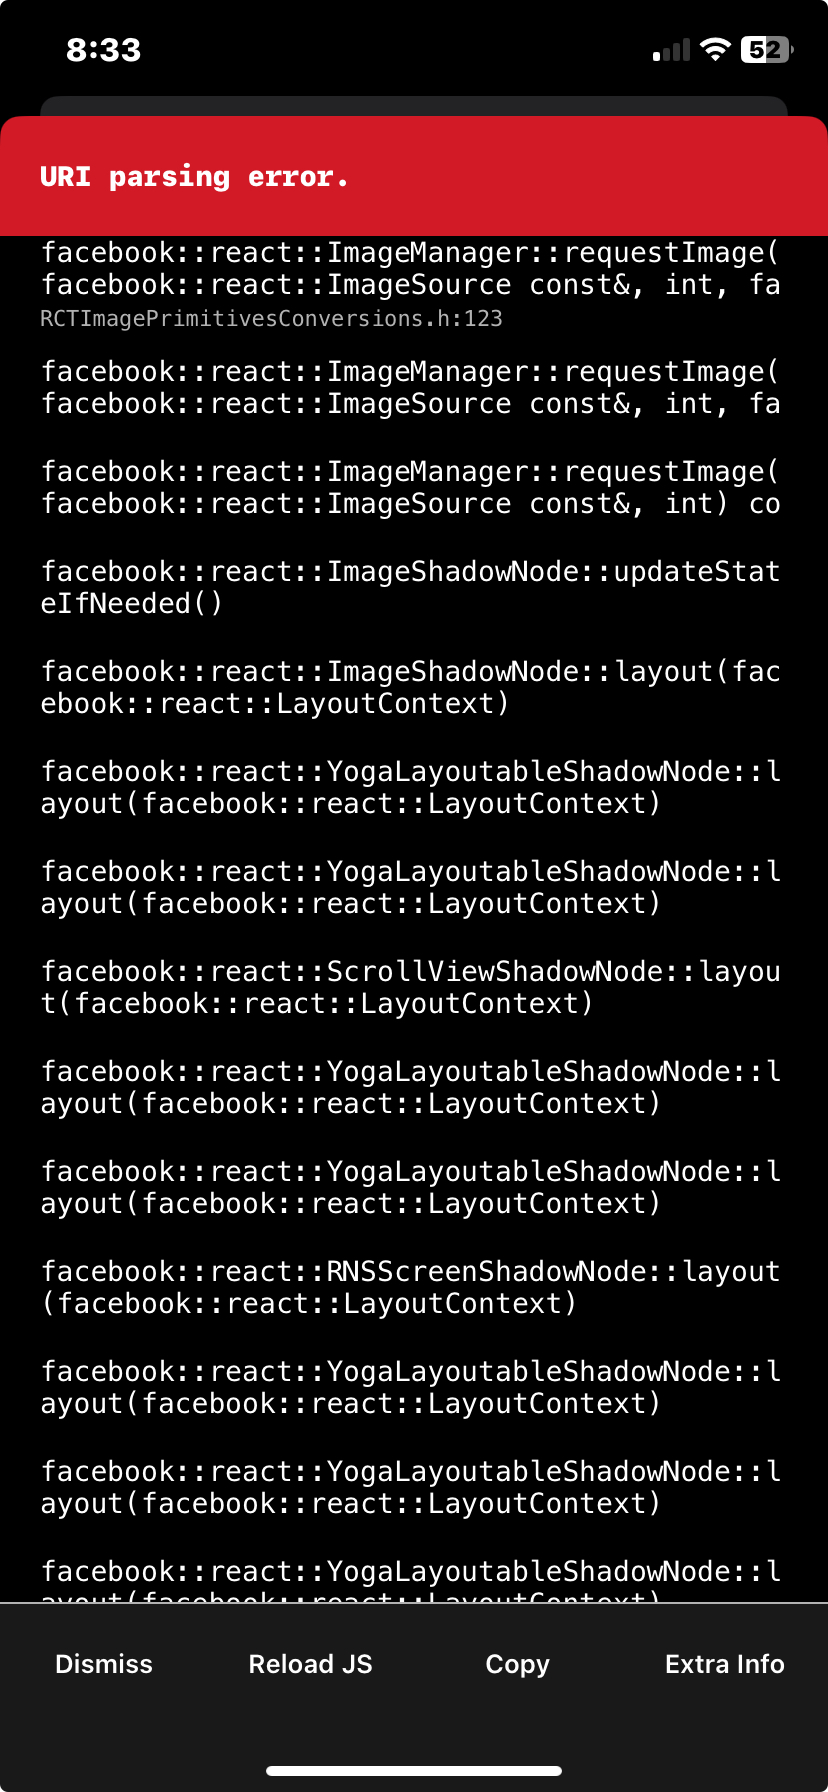 8:33
52
URI parsing error.
facebook::react::ImageManager::requestImage(
facebook::react::ImageSource const&, int, fa
RCTImagePrimitivesConversions.h:123
facebook::react::ImageManager::requestImage(
facebook::react::ImageSource const&, int, fa
facebook::react::ImageManager::requestImage(
facebook::react::ImageSource const&, int) co
facebook::react::ImageShadowNode::updateStat
eIfNeeded()
facebook::react::ImageShadowNode::layout(fac
ebook::react::LayoutContext)
facebook::react::YogaLayoutableShadowNode::l
ayout(facebook::react::LayoutContext)
facebook::react::YogaLayoutableShadowNode::l
ayout(facebook::react::LayoutContext)
facebook::react::ScrollViewShadowNode::layou
t(facebook::react::LayoutContext)
facebook::react::YogaLayoutableShadowNode::l
ayout(facebook::react::LayoutContext)
facebook::react::YogaLayoutableShadowNode::l
ayout(facebook::react::LayoutContext)
facebook::react::RNSScreenShadowNode::layout
(facebook::react::LayoutContext)
facebook::react::YogaLayoutableShadowNode::l
ayout(facebook::react::LayoutContext)
facebook::react::YogaLayoutableShadowNode::l
ayout(facebook::react::LayoutContext)
facebook::react::YogaLayoutableShadowNode::l
ayout(facebook::react::LayoutContext)
Dismiss
Reload JS
Copy
Extra Info